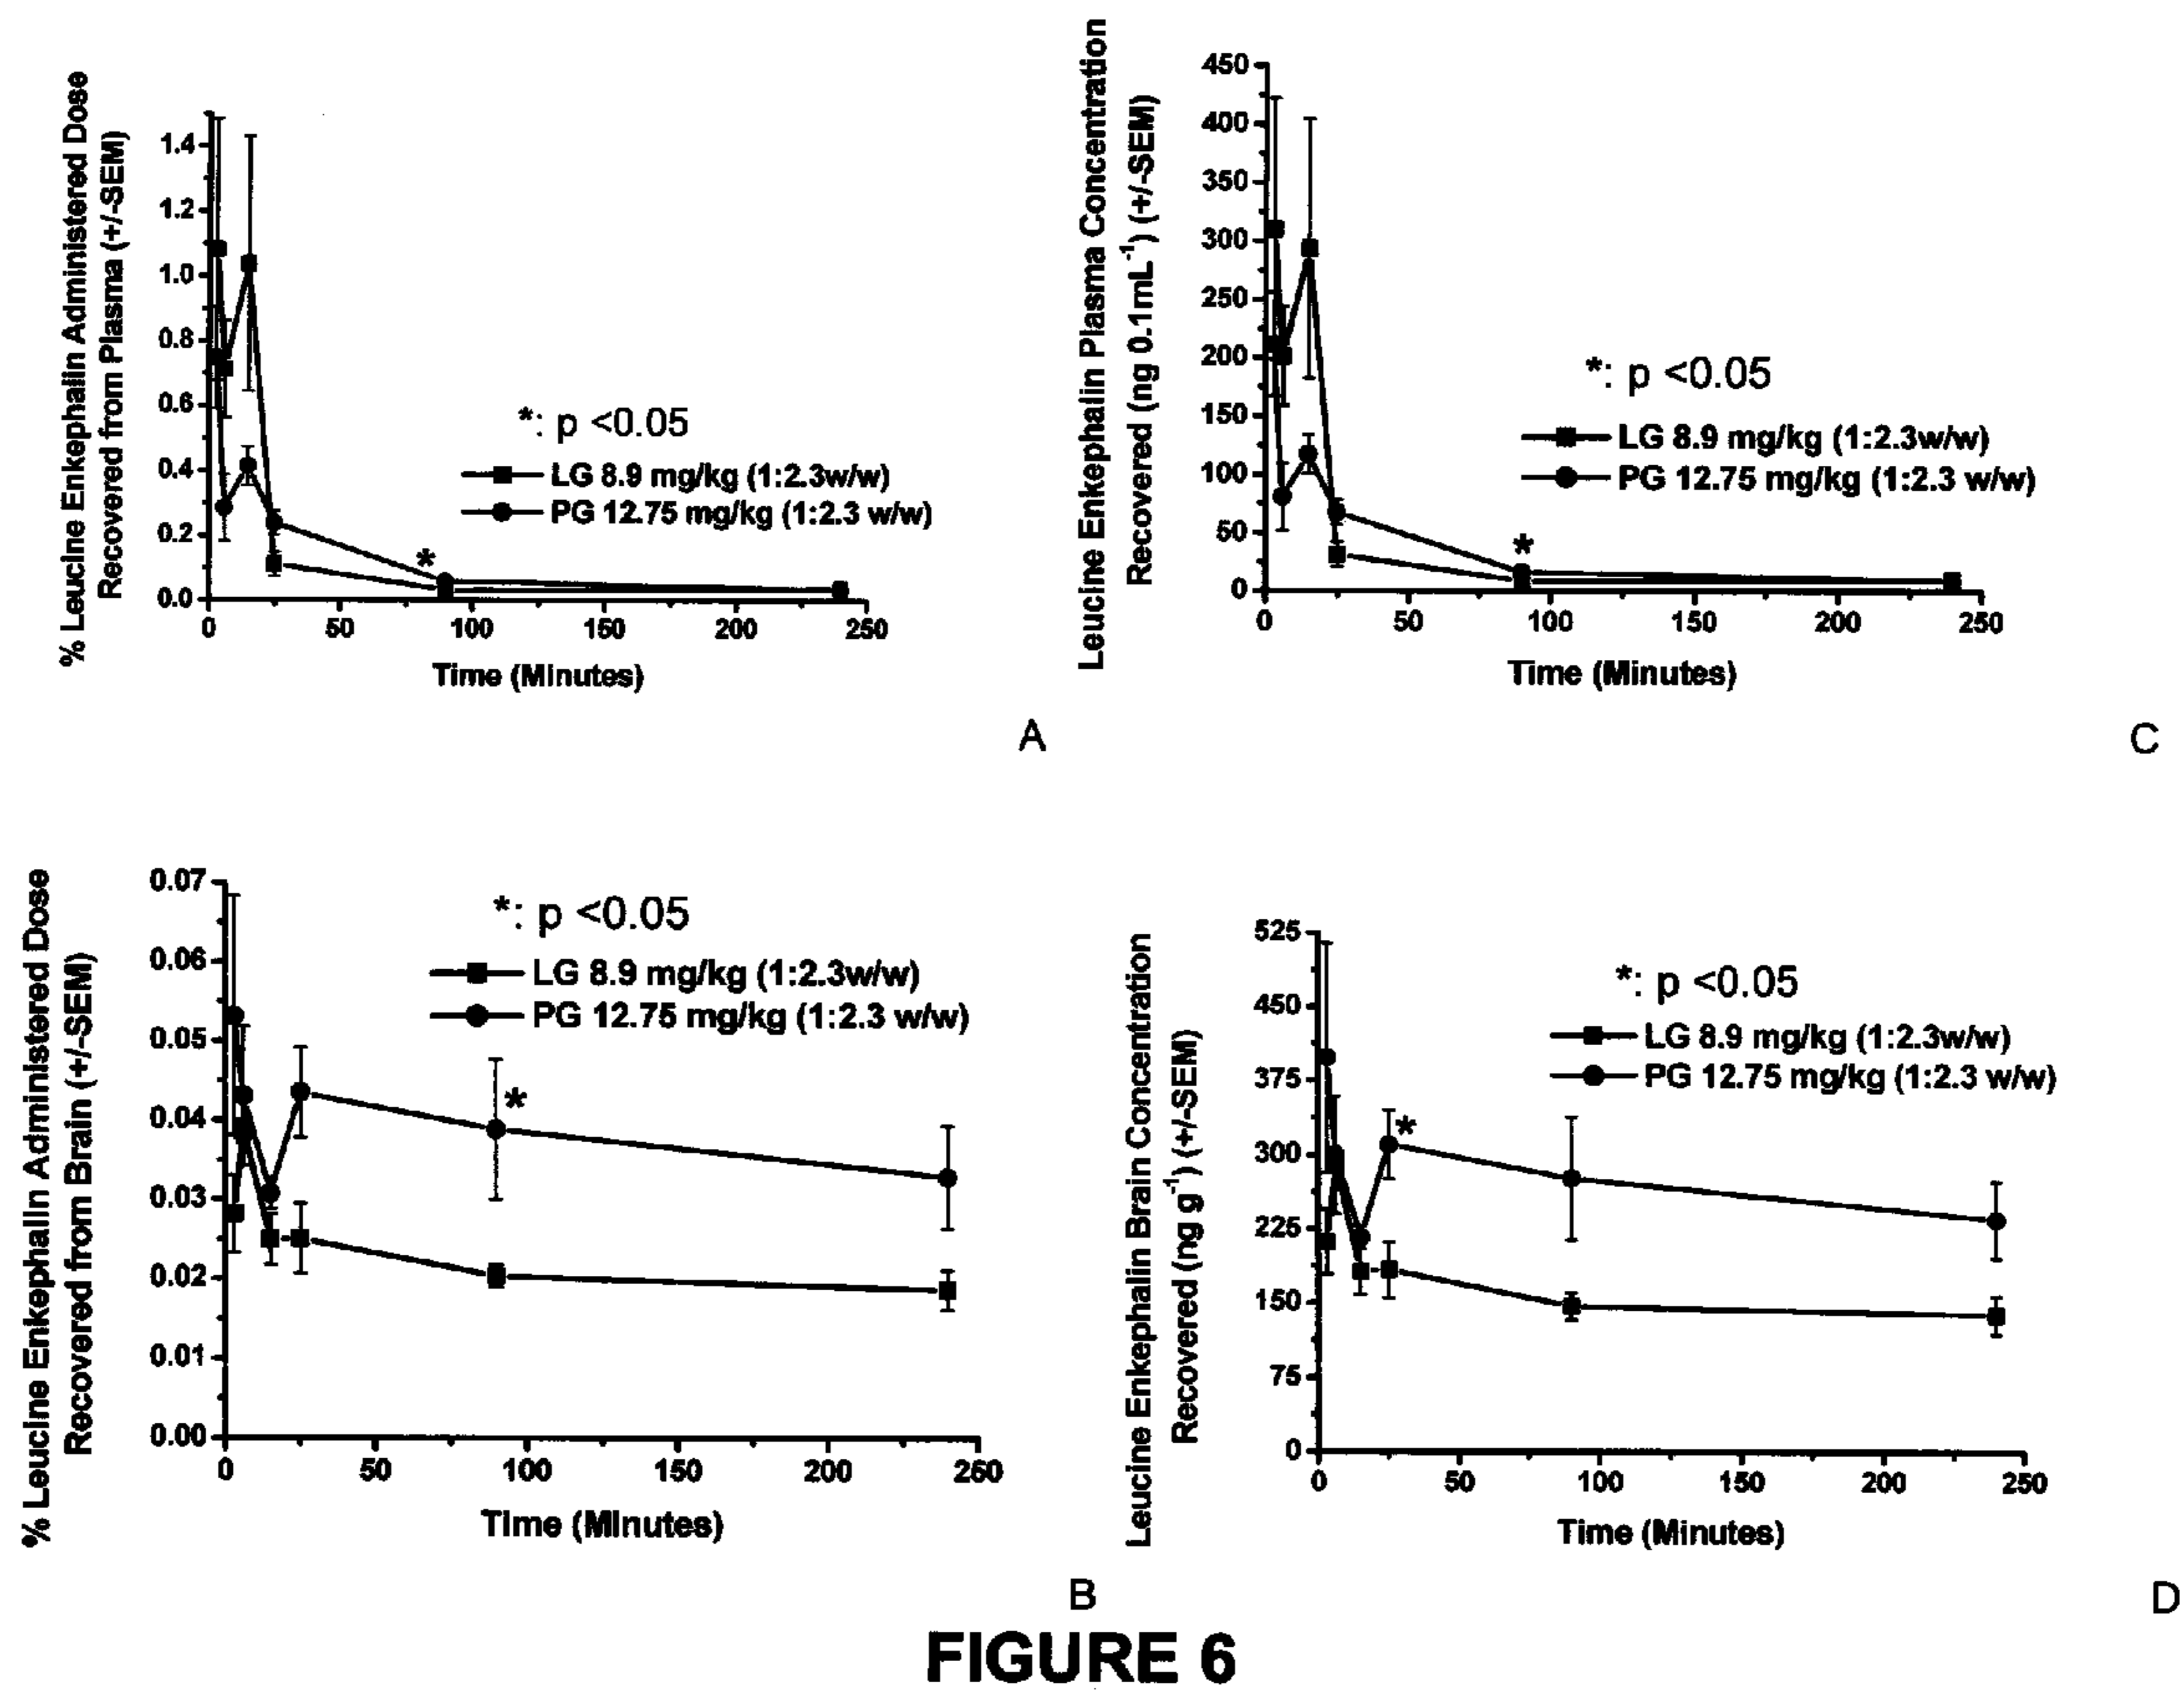 % Leucine Enkephalin Administered Dose
Recovered from Plasma (+/-SEM)
1.4
1.2
1.0
0.8
0.6
0.4
0.2
0.0
*: p <0.05
LG 8.9 mg/kg (1:2.3w/w)
PG 12.75 mg/kg (1:2.3 w/w)
*
0 50 100 150 200 250
Time (Minutes)
A
Leucine Enkephalin Plasma Concentration
Recovered (ng 0.1mL-1) (+/-SEM)
450
400
350
300
250
200
150
100
50
0
*: p <0.05
LG 8.9 mg/kg (1:2.3w/w)
PG 12.75 mg/kg (1:2.3 w/w)
*
0 50 100 150 200 250
Time (Minutes)
C
% Leucine Enkephalin Administered Dose
Recovered from Brain (+/-SEM)
0.07
0.06
0.05
0.04
0.03
0.02
0.01
0.00
*: p <0.05
LG 8.9 mg/kg (1:2.3w/w)
PG 12.75 mg/kg (1:2.3 w/w)
*
0 50 100 150 200 250
Time (Minutes)
B
Leucine Enkephalin Brain Concentration
Recovered (ng g-1) (+/-SEM)
525
450
375
300
225
150
75
0
*: p <0.05
LG 8.9 mg/kg (1:2.3w/w)
PG 12.75 mg/kg (1:2.3 w/w)
*
0 50 100 150 200 250
Time (Minutes)
D
FIGURE 6